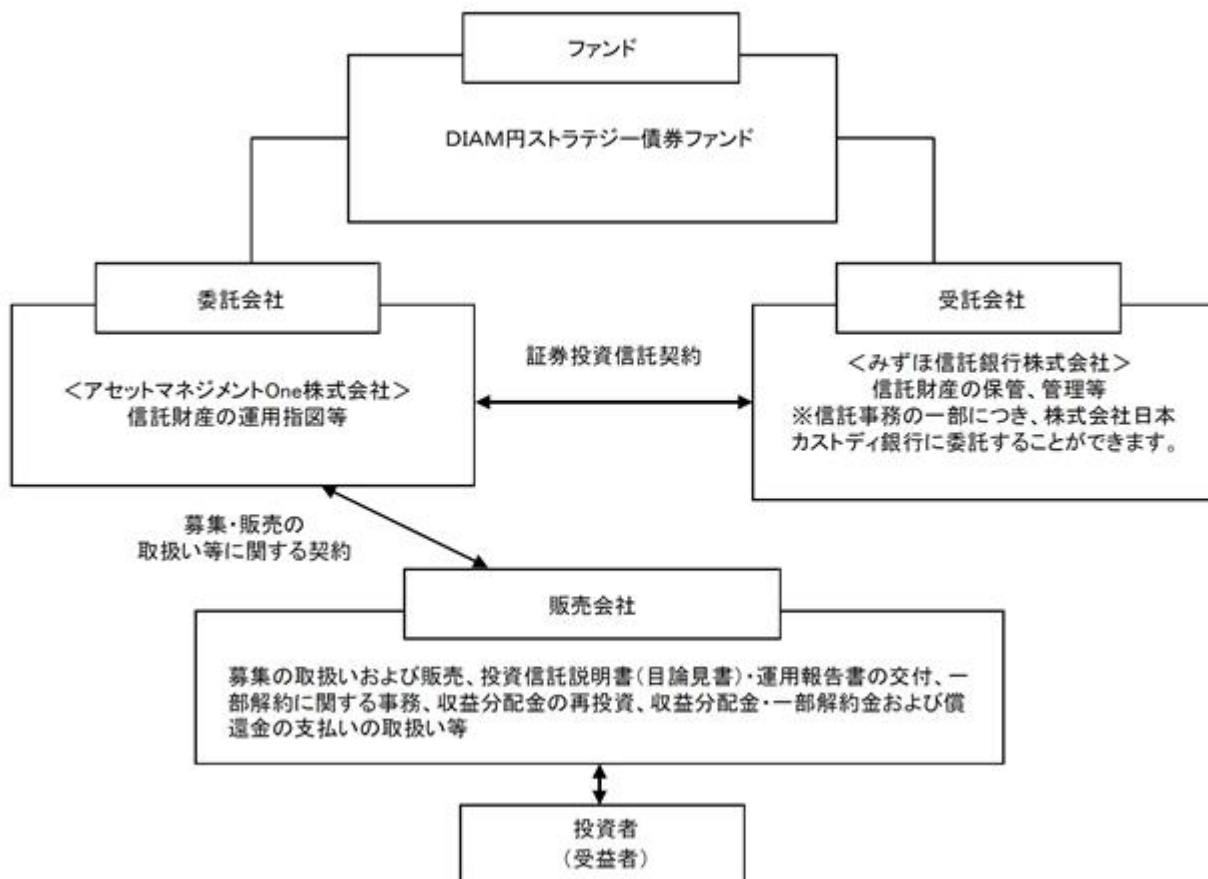 ファンド
DIAM円ストラテジー債券ファンド
委託会社
<アセットマネジメントOne株式会社>
信託財産の運用指図等
証券投資信託契約
受託会社
<みずほ信託銀行株式会社>
信託財産の保管、管理等
※信託事務の一部につき、株式会社日本
カストディ銀行に委託することができます。
募集・販売の
取扱い等に関する契約
販売会社
募集の取扱いおよび販売、投資信託説明書(目論見書)・運用報告書の交付、一
部解約に関する事務、収益分配金の再投資、収益分配金・一部解約金および償
還金の支払いの取扱い等
投資者
(受益者)